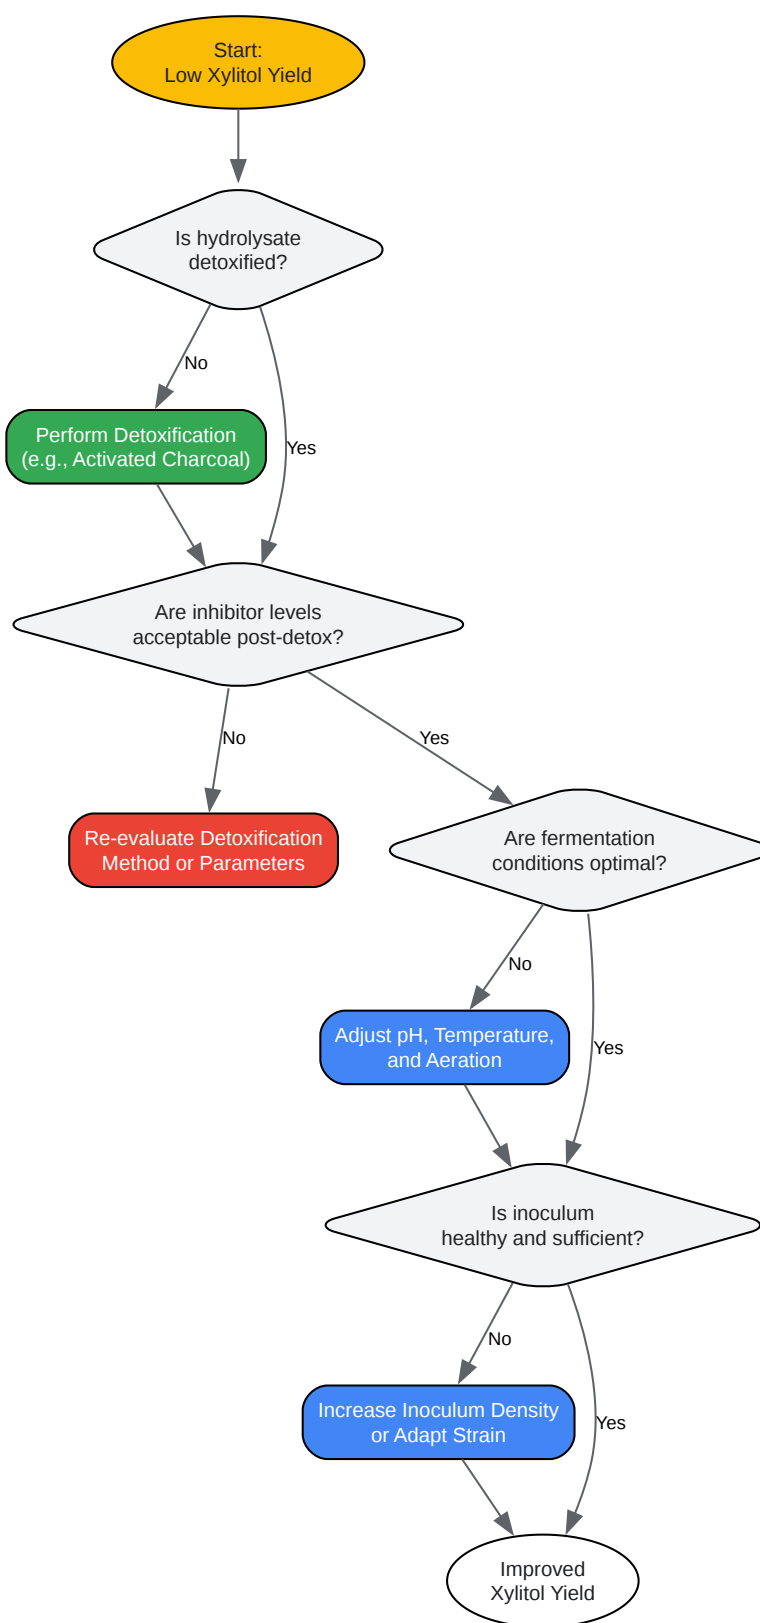 Start:
Low Xylitol Yield
Is hydrolysate
detoxified?
No
Perform Detoxification
(e.g., Activated Charcoal)
Yes
Are inhibitor levels
acceptable post-detox?
No
Yes
Re-evaluate Detoxification
Method or Parameters
Are fermentation
conditions optimal?
No
Adjust pH, Temperature,
and Aeration
Yes
Is inoculum
healthy and sufficient?
No
Increase Inoculum Density
or Adapt Strain
Yes
Improved
Xylitol Yield